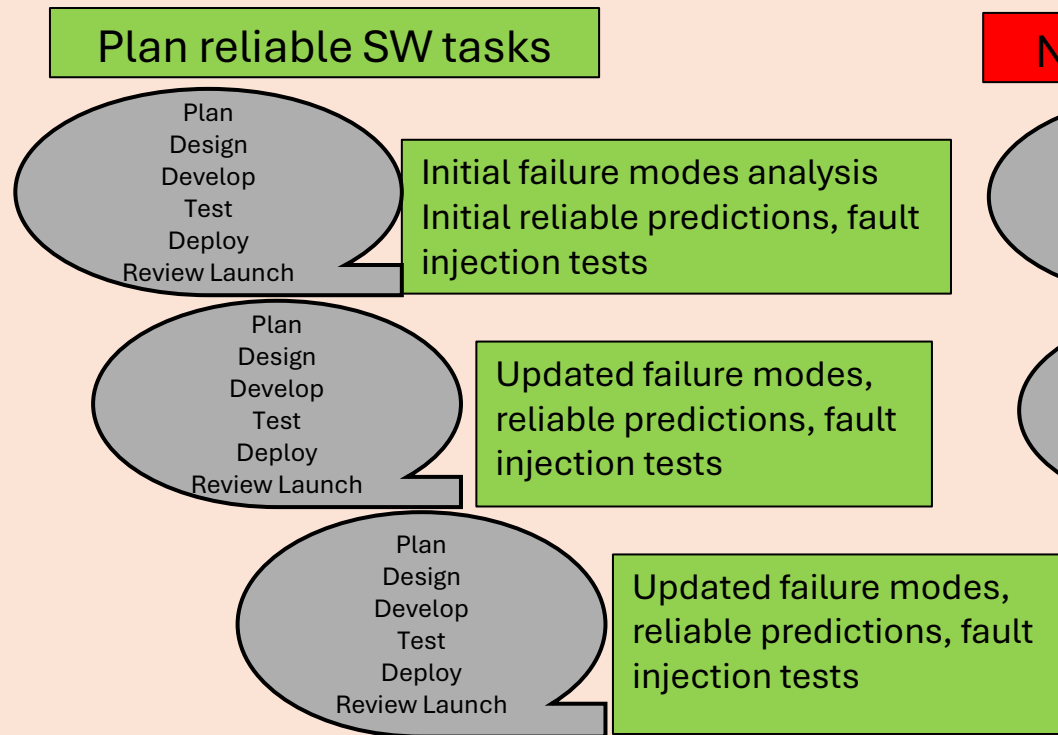 Plan reliable SW tasks
Plan
Design
Develop
Test
Deploy
Review Launch
Initial failure modes analysis
Initial reliable predictions, fault
injection tests
Plan
Design
Develop
Test
Deploy
Review Launch
Updated failure modes,
reliable predictions, fault
injection tests
Plan
Design
Develop
Test
Deploy
Review Launch
Updated failure modes,
reliable predictions, fault
injection tests